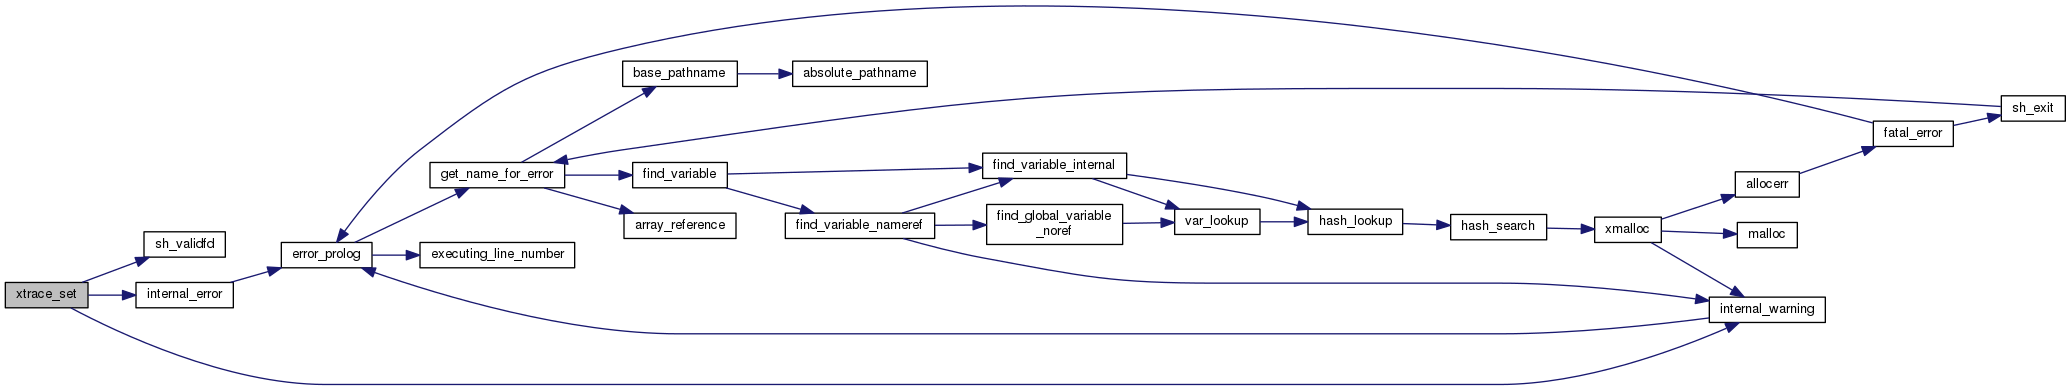 base_pathname
absolute_pathname
sh_exit
fatal_error
find_variable_internal
get_name_for_error
find_variable
allocerr
find_global_variable
_noref
var_lookup
hash_lookup
array_reference
find_variable_nameref
hash_search
xmalloc
malloc
sh_validfd
error_prolog
executing_line_number
xtrace_set
internal_error
internal_warning